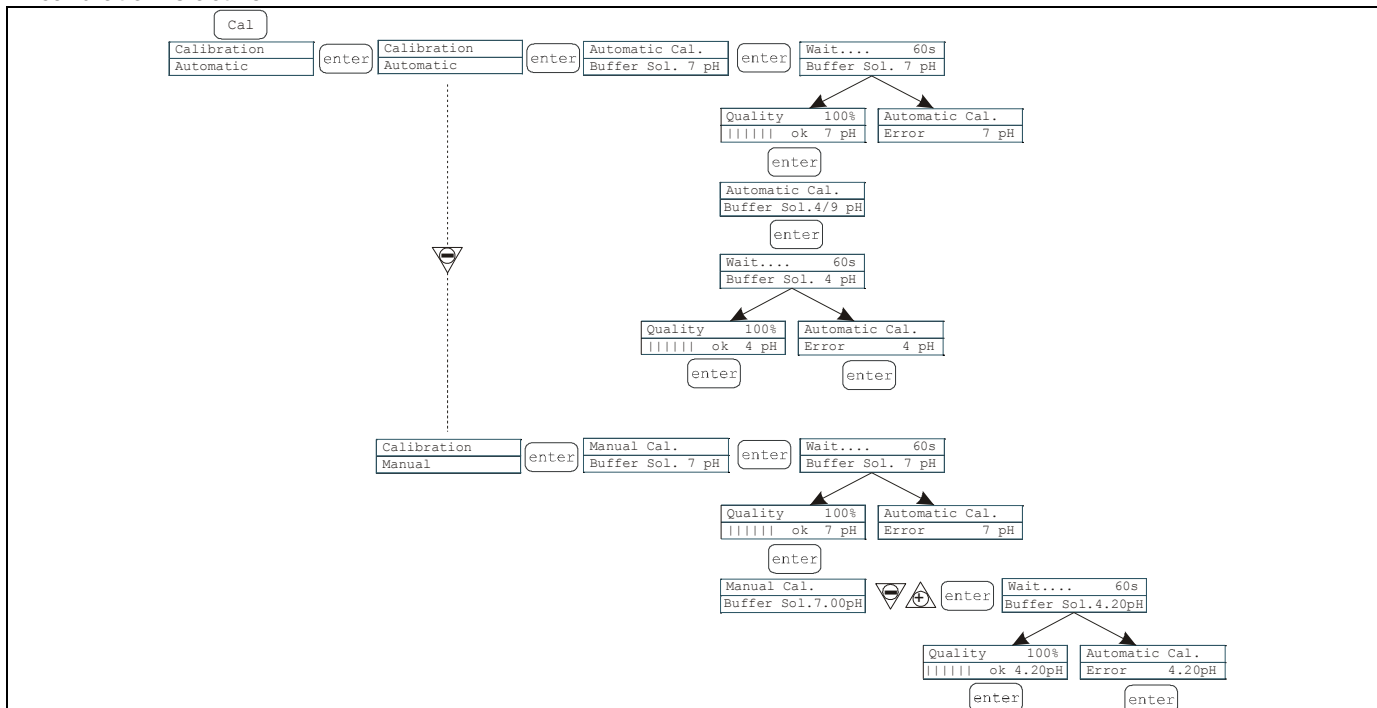 Cal
Calibration
Automatic
enter
Calibration
Automatic
enter
Automatic Cal.
Buffer Sol. 7 pH
enter
Wait.... 60s
Buffer Sol. 7 pH
Quality 100%
|||||| ok 7 pH
Automatic Cal.
Error 7 pH
enter
Automatic Cal.
Buffer Sol.4/9 pH
enter
Wait.... 60s
Buffer Sol. 4 pH
Quality 100%
|||||| ok 4 pH
Automatic Cal.
Error 4 pH
enter
enter
Calibration
Manual
enter
Manual Cal.
Buffer Sol. 7 pH
enter
Wait.... 60s
Buffer Sol. 7 pH
Quality 100%
|||||| ok 7 pH
Automatic Cal.
Error 7 pH
enter
Manual Cal.
Buffer Sol.7.00pH
enter
Wait.... 60s
Buffer Sol.4.20pH
Quality 100%
|||||| ok 4.20pH
Automatic Cal.
Error 4.20pH
enter
enter